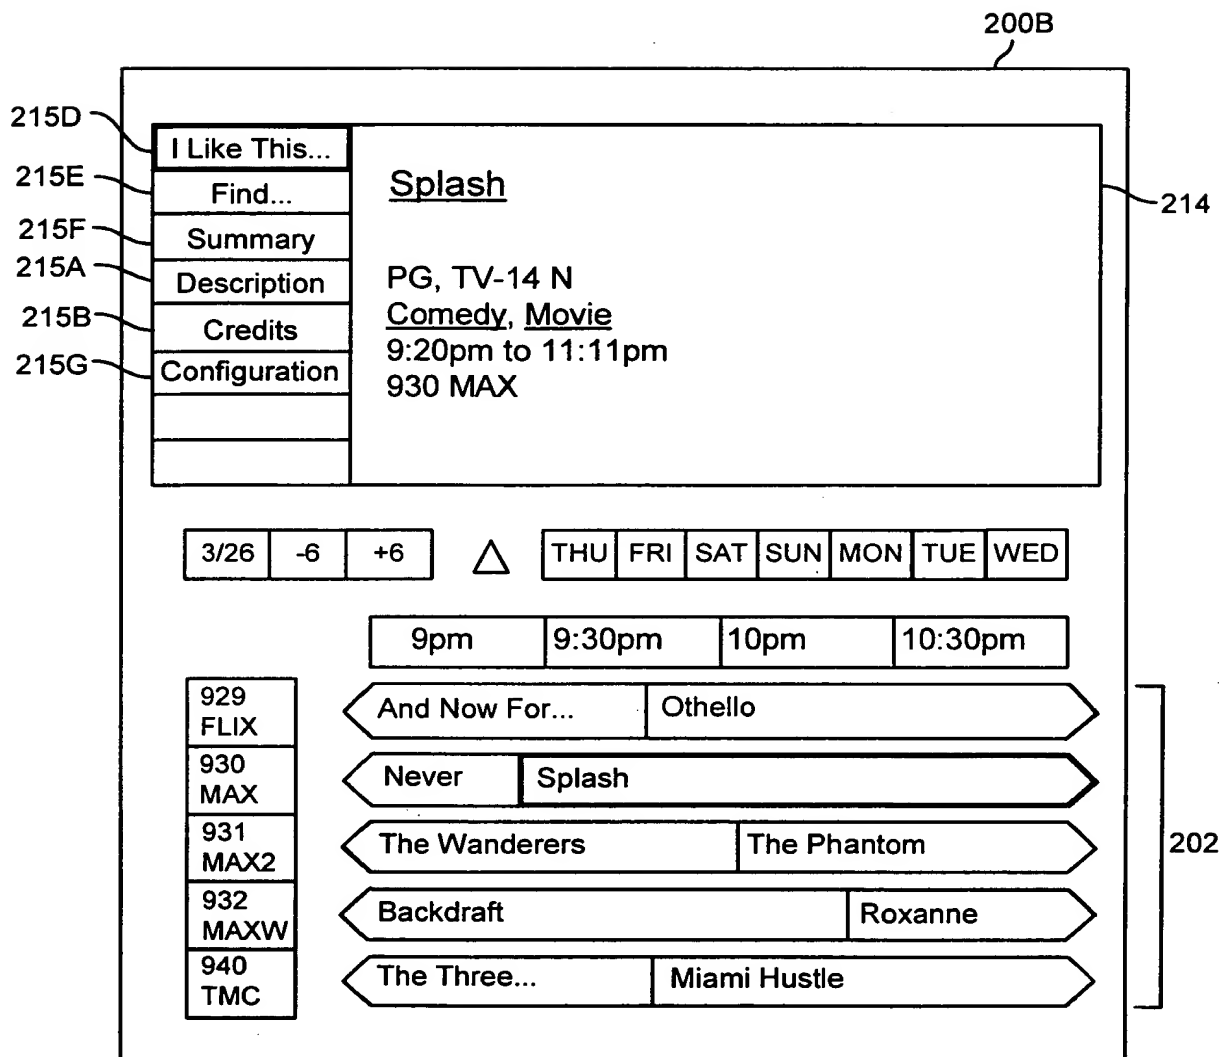 200B
215D
I Like This...
215E
Find...
215F
Summary
215A
Description
215B
Credits
215G
Configuration
Splash
PG, TV-14 N
Comedy, Movie
9:20pm to 11:11pm
930 MAX
214
3/26 -6 +6 THU FRI SAT SUN MON TUE WED
9pm 9:30pm 10pm 10:30pm
929
FLIX
And Now For... Othello
930
MAX
Never Splash
931
MAX2
The Wanderers The Phantom
932
MAXW
Backdraft Roxanne
940
TMC
The Three... Miami Hustle
202